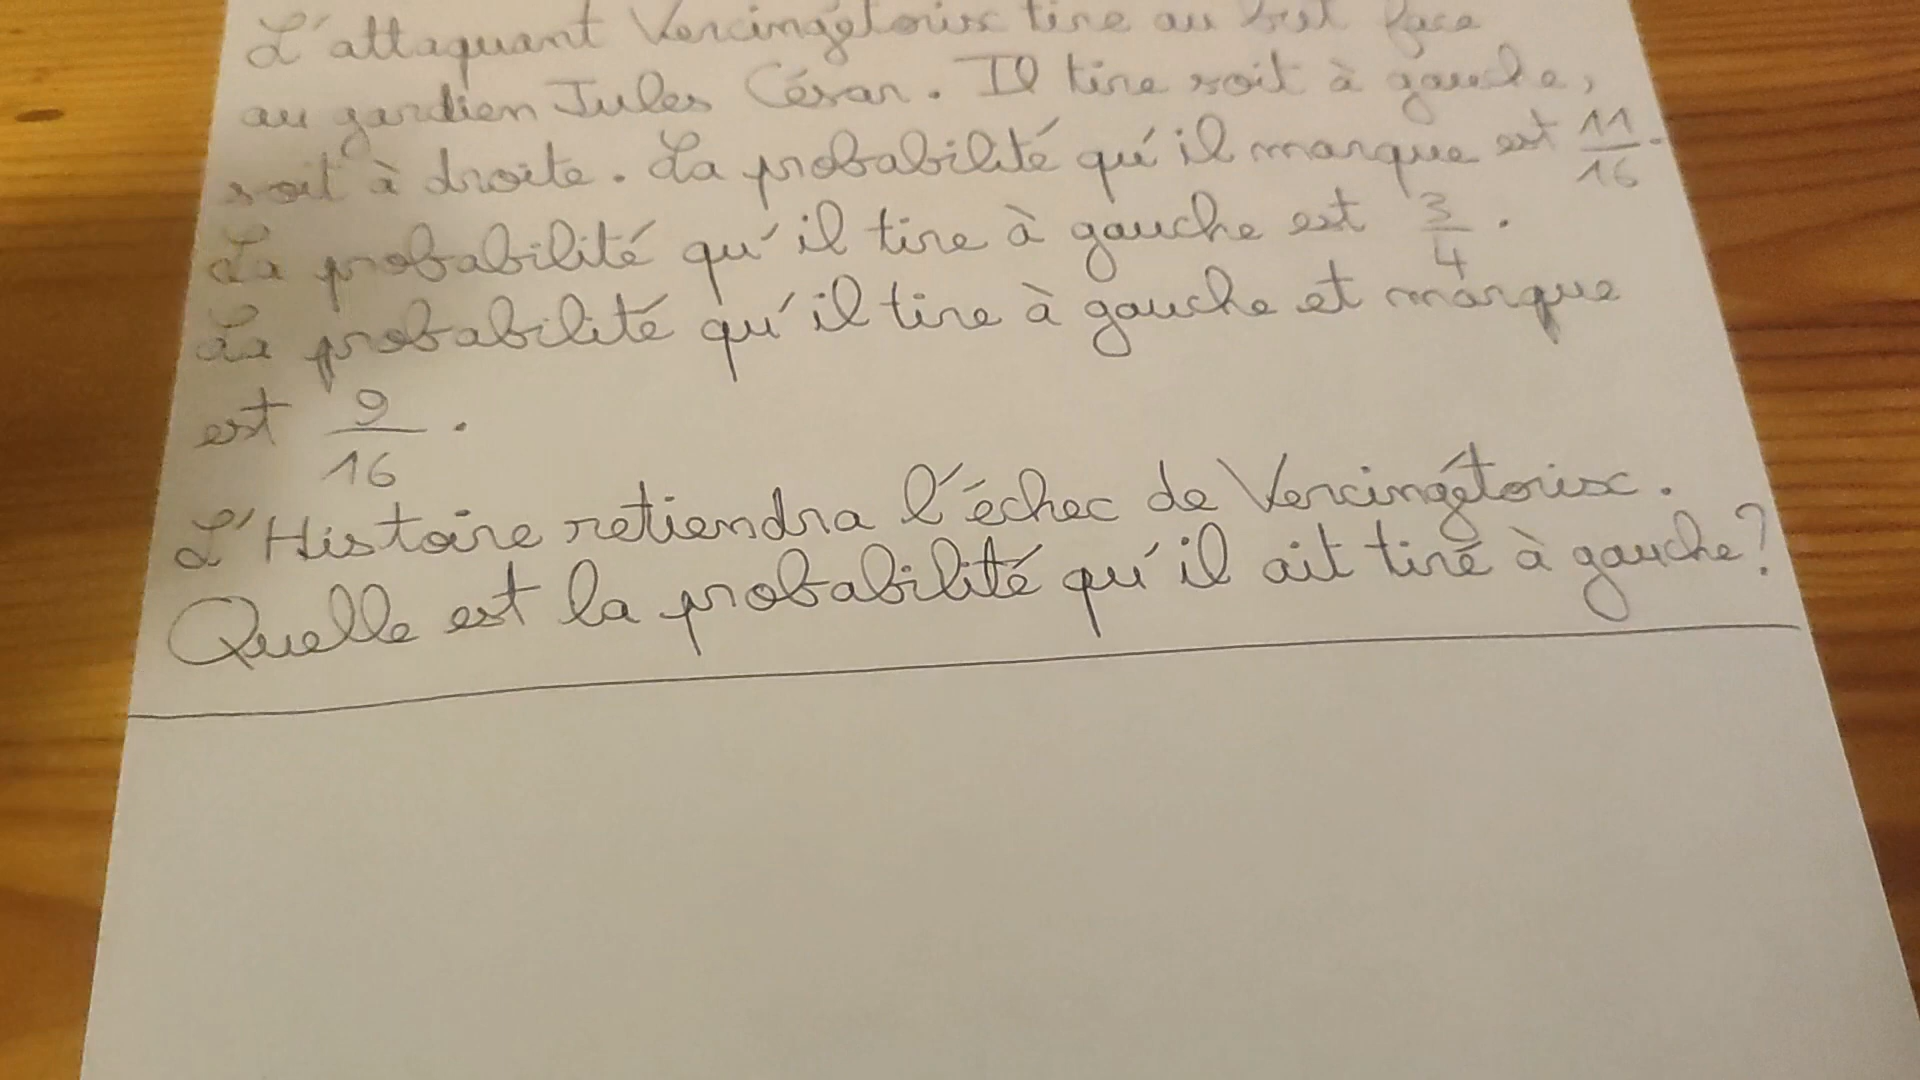 L'attaquant Vercingétorix tire au but face
au gardien Jules César. Il tire soit à gauche,
soit à droite. La probabilité qu'il marque est 11/16.
La probabilité qu'il tire à gauche est 3/4.
La probabilité qu'il tire à gauche et marque
est 9/16.
L'Histoire retiendra l'échec de Vercingétorix.
Quelle est la probabilité qu'il ait tiré à gauche?